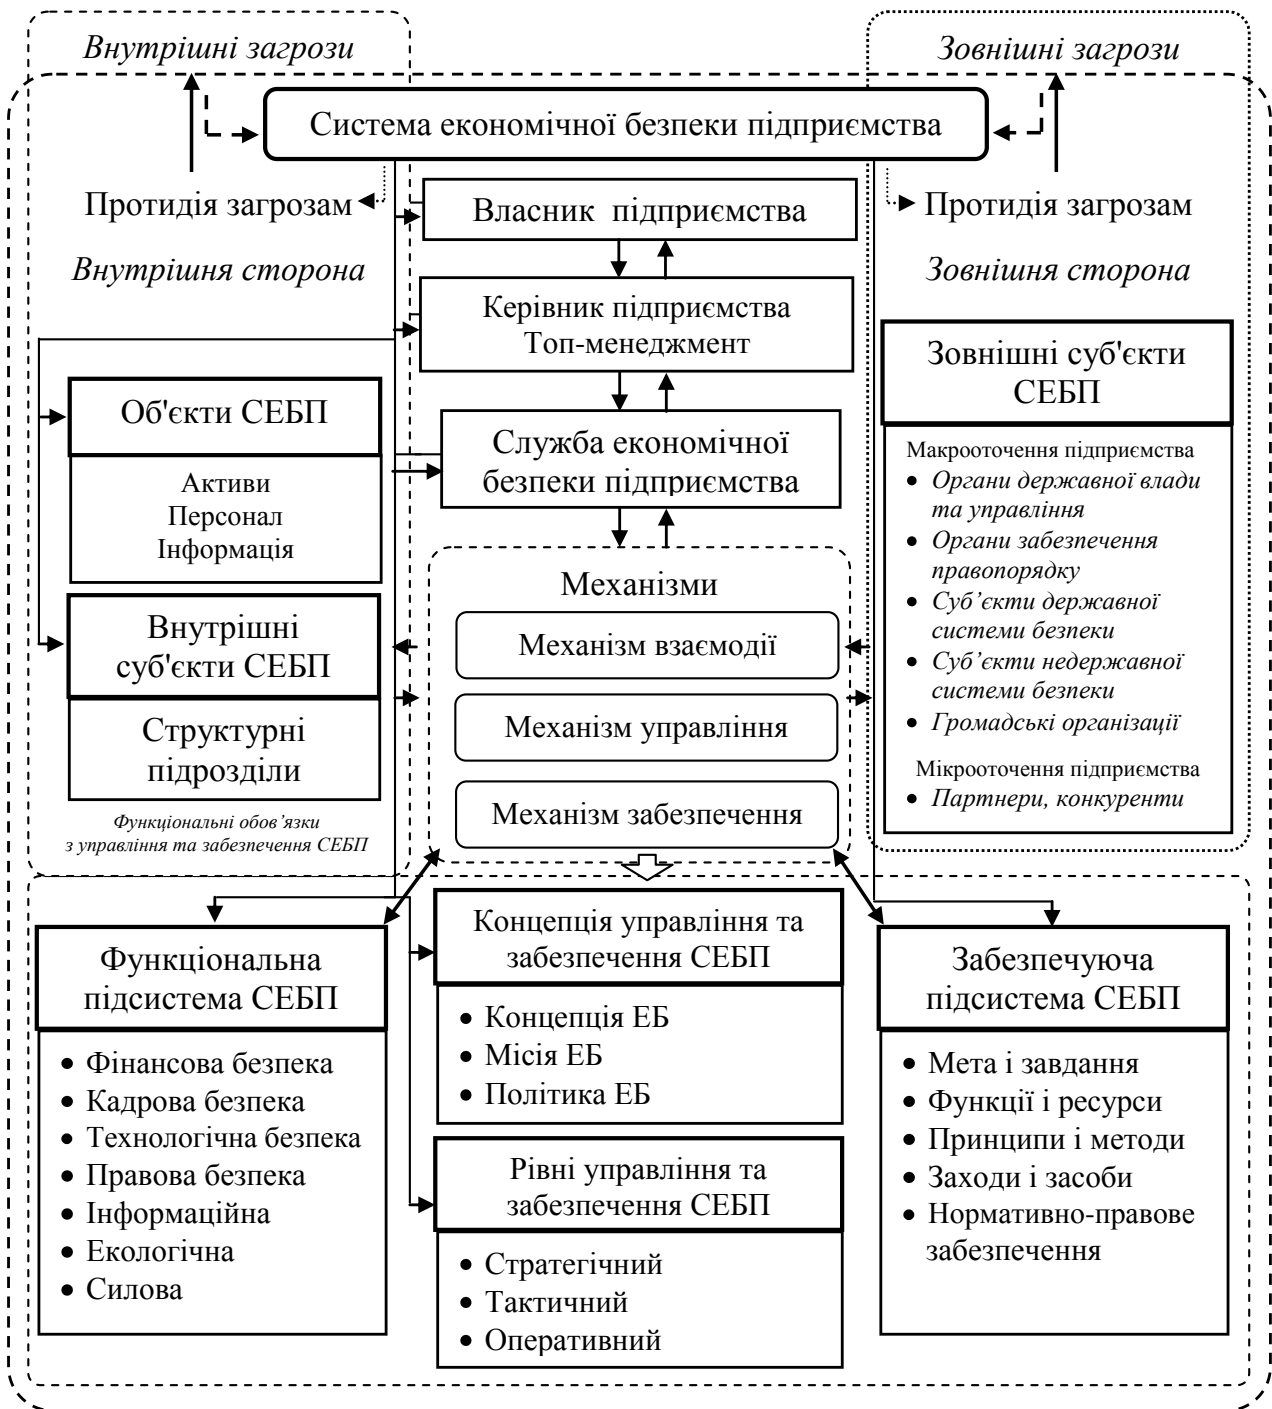 Внутрішні загрози
Зовнішні загрози
Система економічної безпеки підприємства
Протидія загрозам
Власник підприємства
Протидія загрозам
Внутрішня сторона
Зовнішня сторона
Керівник підприємства
Топ-менеджмент
Зовнішні суб'єкти
СЕБП
Об'єкти СЕБП
Активи
Персонал
Інформація
Служба економічної
безпеки підприємства
Макрооточення підприємства
• Органи державної влади
та управління
• Органи забезпечення
правопорядку
• Суб’єкти державної
системи безпеки
• Суб’єкти недержавної
системи безпеки
• Громадські організації
Мікрооточення підприємства
• Партнери, конкуренти
Внутрішні
суб'єкти СЕБП
Структурні
підрозділи
Функціональні обов’язки
з управління та забезпечення СЕБП
Механізми
Механізм взаємодії
Механізм управління
Механізм забезпечення
Функціональна
підсистема СЕБП
• Фінансова безпека
• Кадрова безпека
• Технологічна безпека
• Правова безпека
• Інформаційна
• Екологічна
• Силова
Концепція управління та
забезпечення СЕБП
• Концепція ЕБ
• Місія ЕБ
• Політика ЕБ
Рівні управління та
забезпечення СЕБП
• Стратегічний
• Тактичний
• Оперативний
Забезпечуюча
підсистема СЕБП
• Мета і завдання
• Функції і ресурси
• Принципи і методи
• Заходи і засоби
• Нормативно-правове
забезпечення